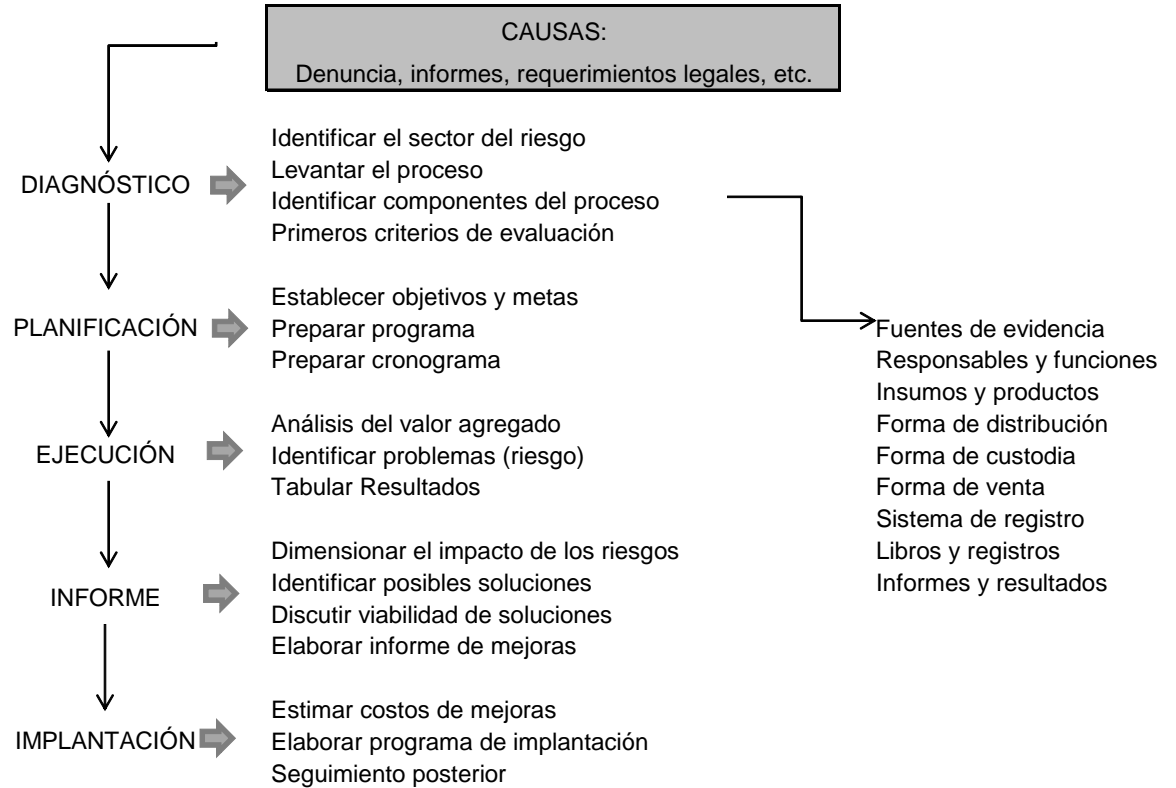 CAUSAS:
Denuncia, informes, requerimientos legales, etc.
DIAGNÓSTICO
Identificar el sector del riesgo
Levantar el proceso
Identificar componentes del proceso
Primeros criterios de evaluación
PLANIFICACIÓN
Establecer objetivos y metas
Preparar programa
Preparar cronograma
Fuentes de evidencia
Responsables y funciones
Insumos y productos
Forma de distribución
Forma de custodia
Forma de venta
Sistema de registro
Libros y registros
Informes y resultados
EJECUCIÓN
Análisis del valor agregado
Identificar problemas (riesgo)
Tabular Resultados
INFORME
Dimensionar el impacto de los riesgos
Identificar posibles soluciones
Discutir viabilidad de soluciones
Elaborar informe de mejoras
IMPLANTACIÓN
Estimar costos de mejoras
Elaborar programa de implantación
Seguimiento posterior